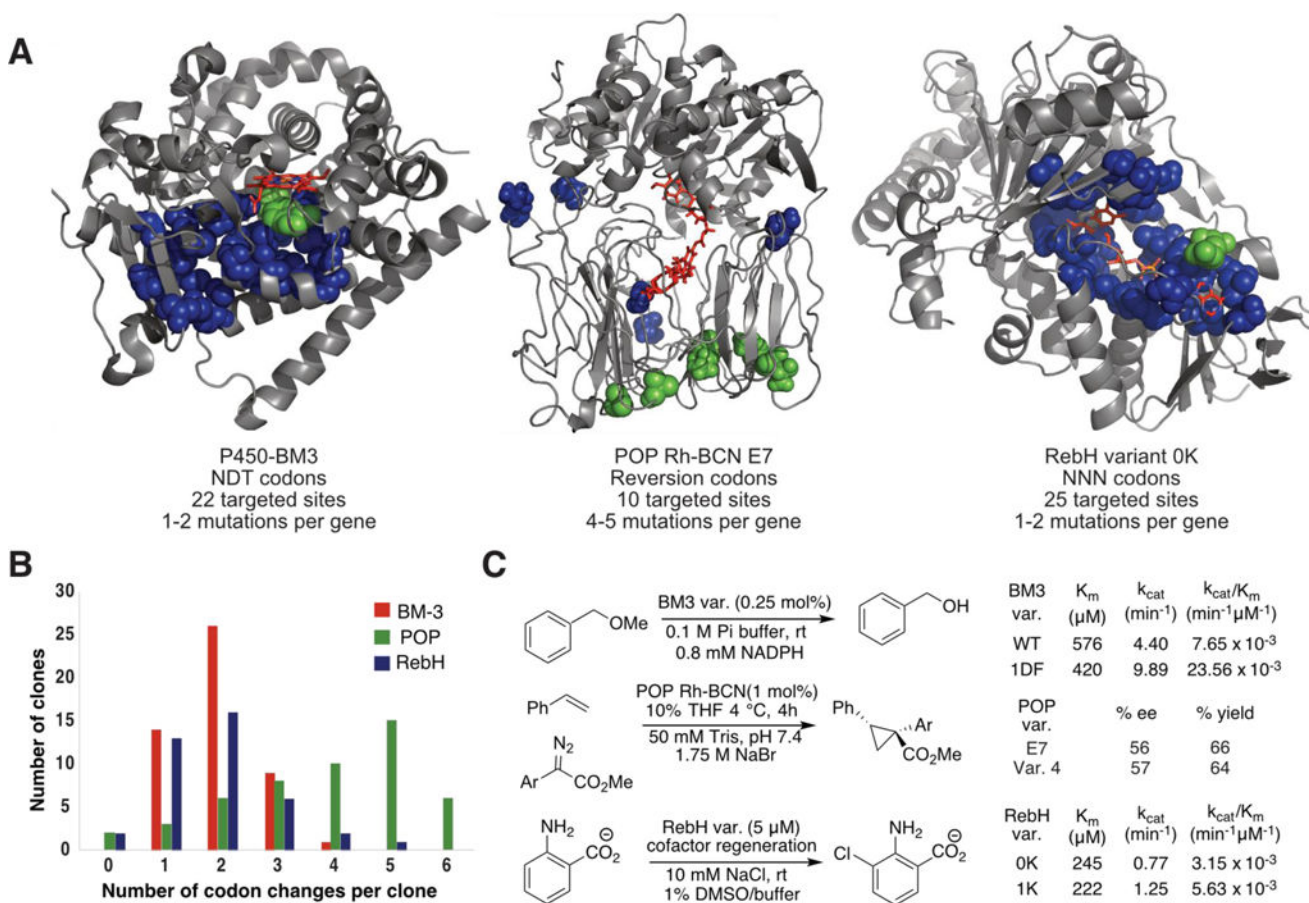 A
P450-BM3
NDT codons
22 targeted sites
1-2 mutations per gene
POP Rh-BCN E7
Reversion codons
10 targeted sites
4-5 mutations per gene
RebH variant 0K
NNN codons
25 targeted sites
1-2 mutations per gene
B
30
25
20
15
10
5
0
Number of clones
BM-3
POP
RebH
0 1 2 3 4 5 6
Number of codon changes per clone
C
OMe
BM3 var. (0.25 mol%)
0.1 M Pi buffer, rt
0.8 mM NADPH
OH
BM3 var. Km (µM) kcat (min-1) kcat/Km (min-1µM-1)
WT 576 4.40 7.65 x 10-3
1DF 420 9.89 23.56 x 10-3
Ph
N2
Ar CO2Me
POP Rh-BCN(1 mol%)
10% THF 4 °C, 4h
50 mM Tris, pH 7.4
1.75 M NaBr
Ph Ar
CO2Me
POP var. % ee % yield
E7 56 66
Var. 4 57 64
NH2
CO2⊖
RebH var. (5 µM)
cofactor regeneration
10 mM NaCl, rt
1% DMSO/buffer
NH2
Cl CO2⊖
RebH var. Km (µM) kcat (min-1) kcat/Km (min-1µM-1)
0K 245 0.77 3.15 x 10-3
1K 222 1.25 5.63 x 10-3